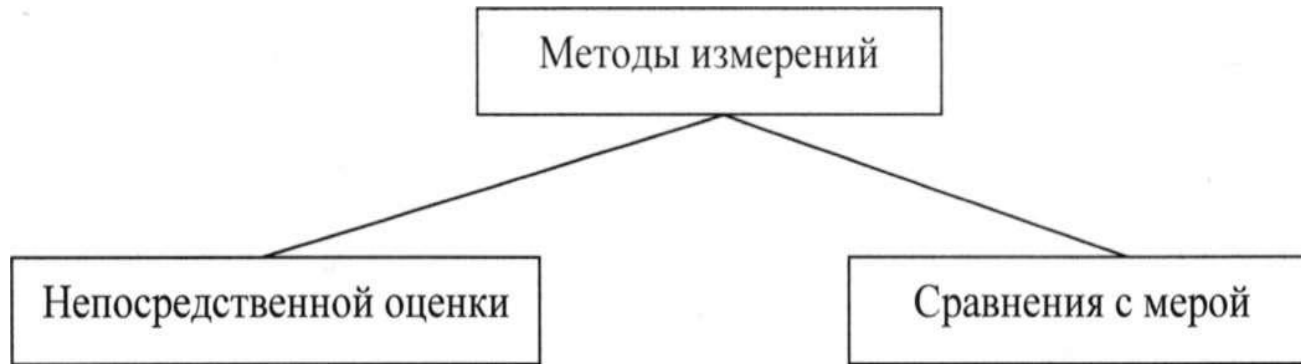 Методы измерений
Непосредственной оценки
Сравнения с мерой